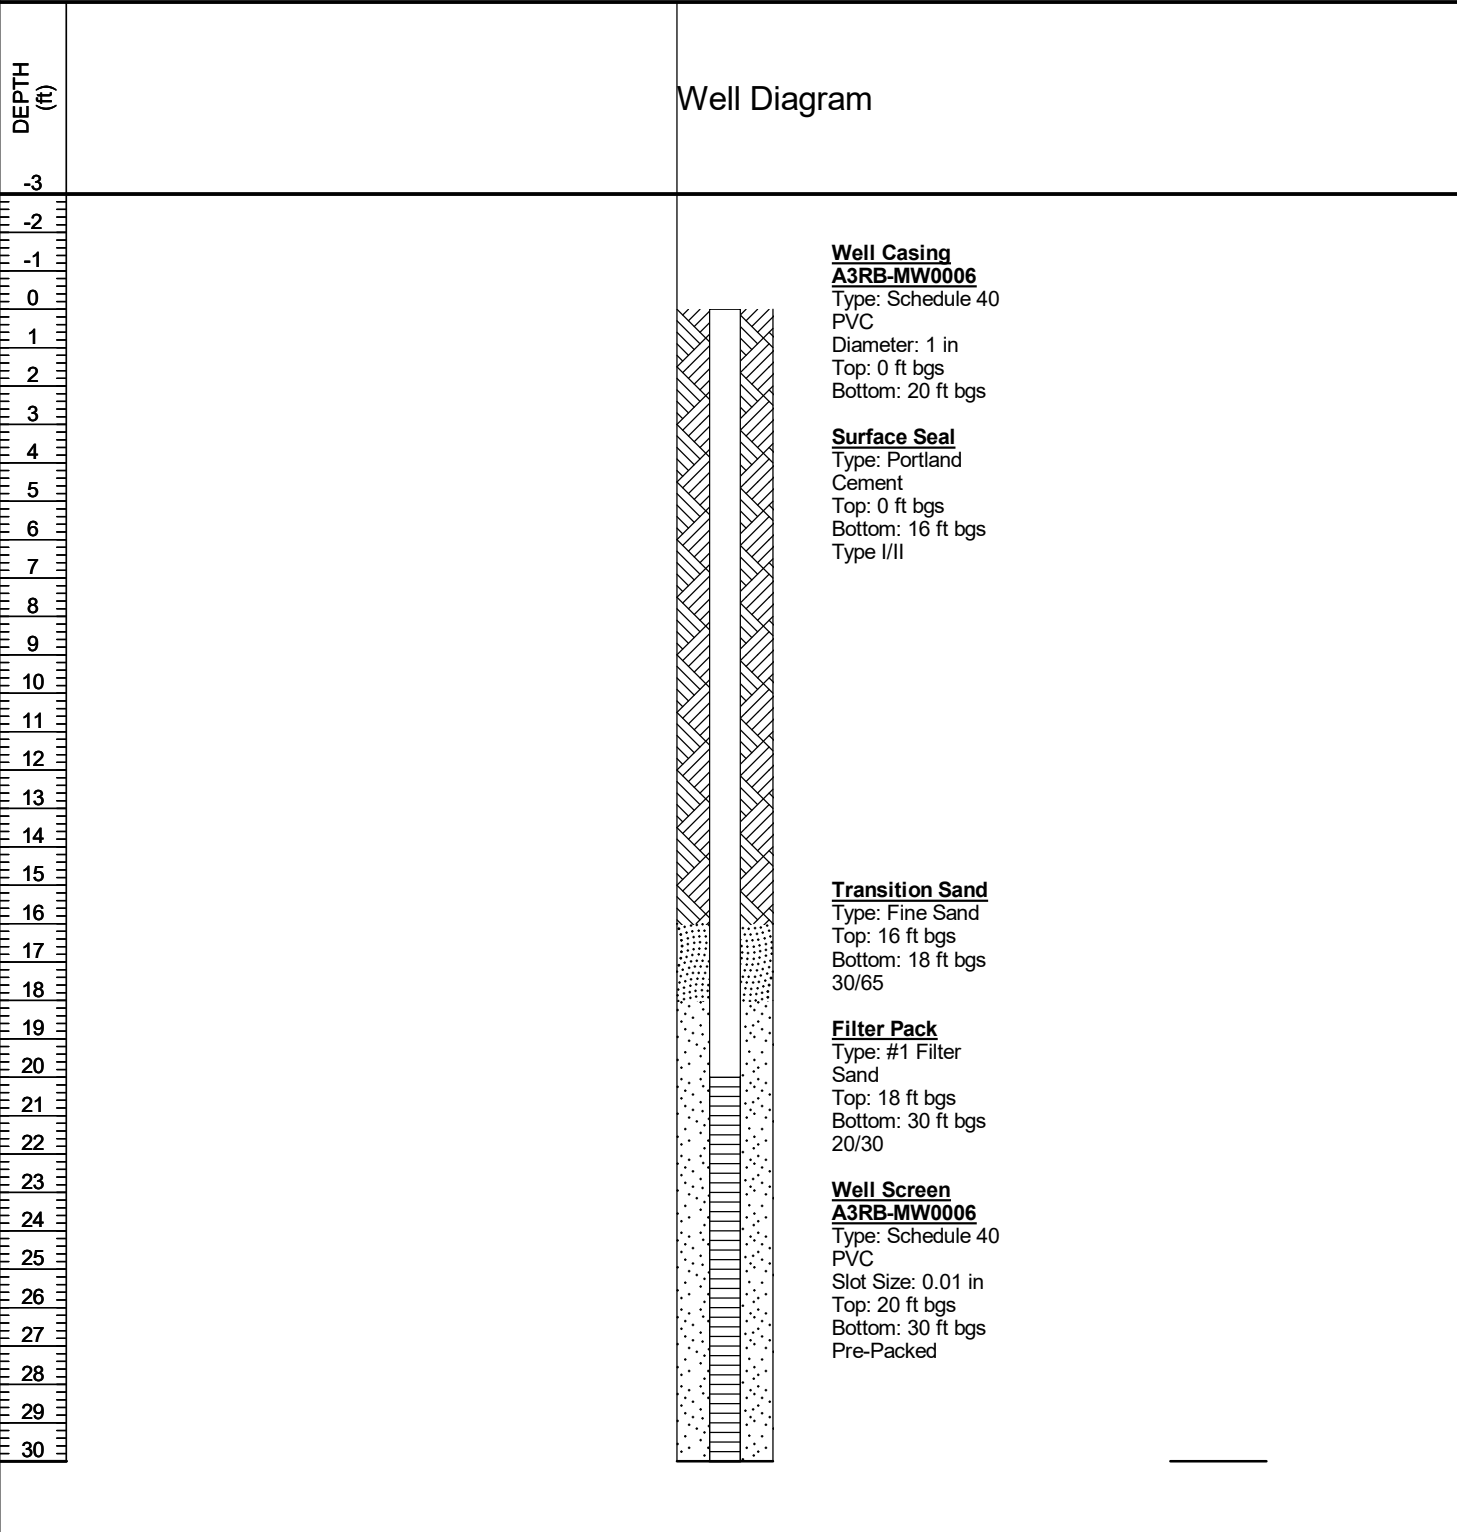 DEPTH
(ft)
Well Diagram
-3
-2
-1
0
1
2
3
4
5
6
7
8
9
10
11
12
13
14
15
16
17
18
19
20
21
22
23
24
25
26
27
28
29
30
Well Casing
A3RB-MW0006
Type: Schedule 40
PVC
Diameter: 1 in
Top: 0 ft bgs
Bottom: 20 ft bgs
Surface Seal
Type: Portland
Cement
Top: 0 ft bgs
Bottom: 16 ft bgs
Type I/II
Transition Sand
Type: Fine Sand
Top: 16 ft bgs
Bottom: 18 ft bgs
30/65
Filter Pack
Type: #1 Filter
Sand
Top: 18 ft bgs
Bottom: 30 ft bgs
20/30
Well Screen
A3RB-MW0006
Type: Schedule 40
PVC
Slot Size: 0.01 in
Top: 20 ft bgs
Bottom: 30 ft bgs
Pre-Packed